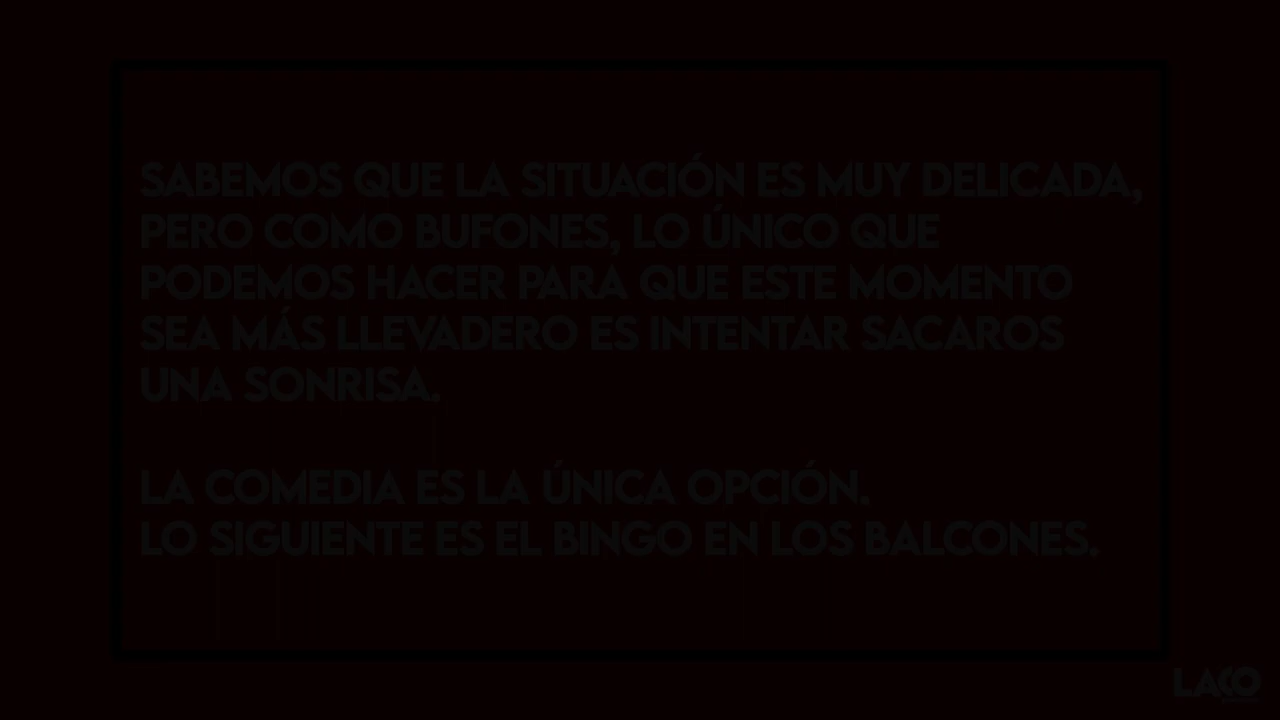 SABEMOS QUE LA SITUACIÓN ES MUY DELICADA,
PERO COMO BUFONES, LO ÚNICO QUE
PODEMOS HACER PARA QUE ESTE MOMENTO
SEA MÁS LLEVADERO ES INTENTAR SACAROS
UNA SONRISA.
LA COMEDIA ES LA ÚNICA OPCIÓN.
LO SIGUIENTE ES EL BINGO EN LOS BALCONES.
LACO